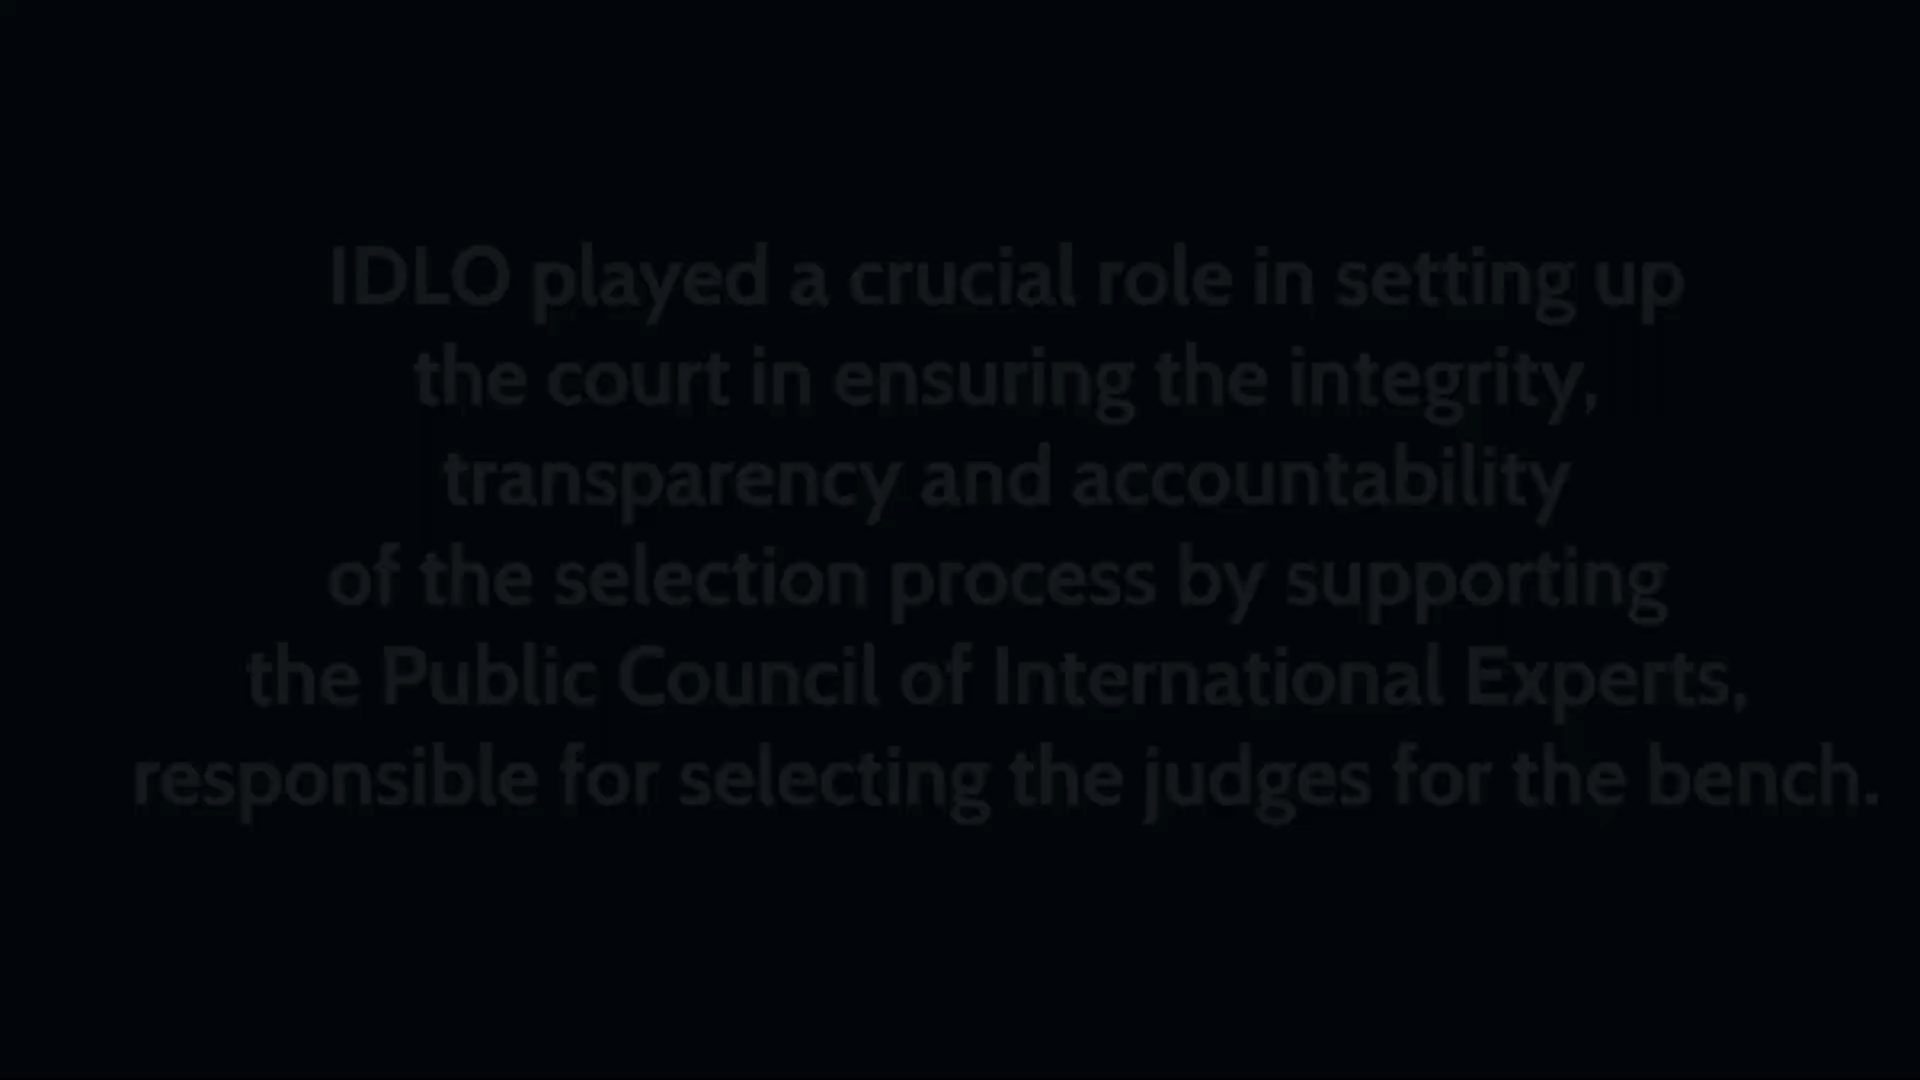 IDLO played a crucial role in setting up
the court in ensuring the integrity,
transparency and accountability
of the selection process by supporting
the Public Council of International Experts,
responsible for selecting the judges for the bench.